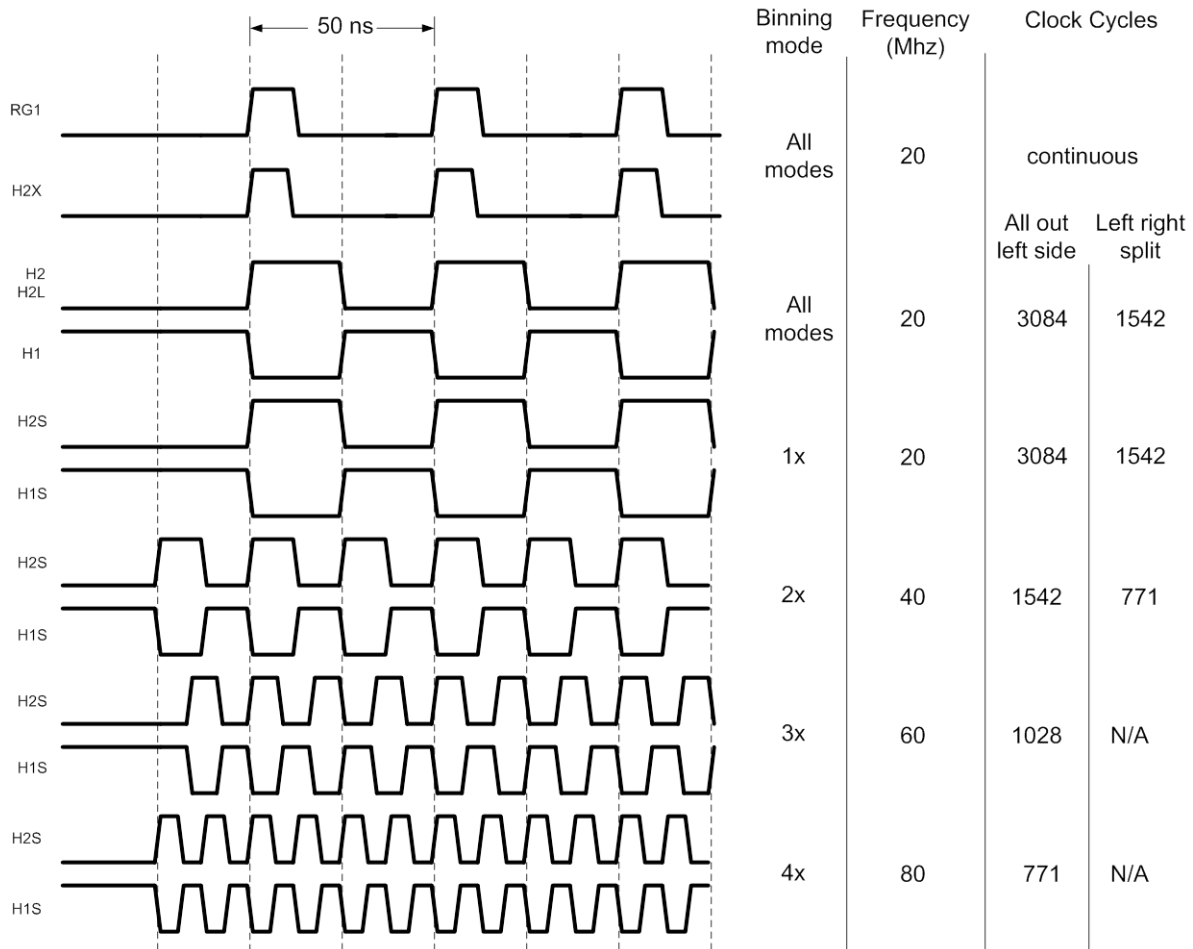 50 ns
Binning
mode
Frequency
(Mhz)
Clock Cycles
RG1
H2X
All
modes
20
continuous
All out
left side
Left right
split
H2
H2L
H1
All
modes
20
3084
1542
H2S
H1S
1x
20
3084
1542
H2S
H1S
2x
40
1542
771
H2S
H1S
3x
60
1028
N/A
H2S
H1S
4x
80
771
N/A